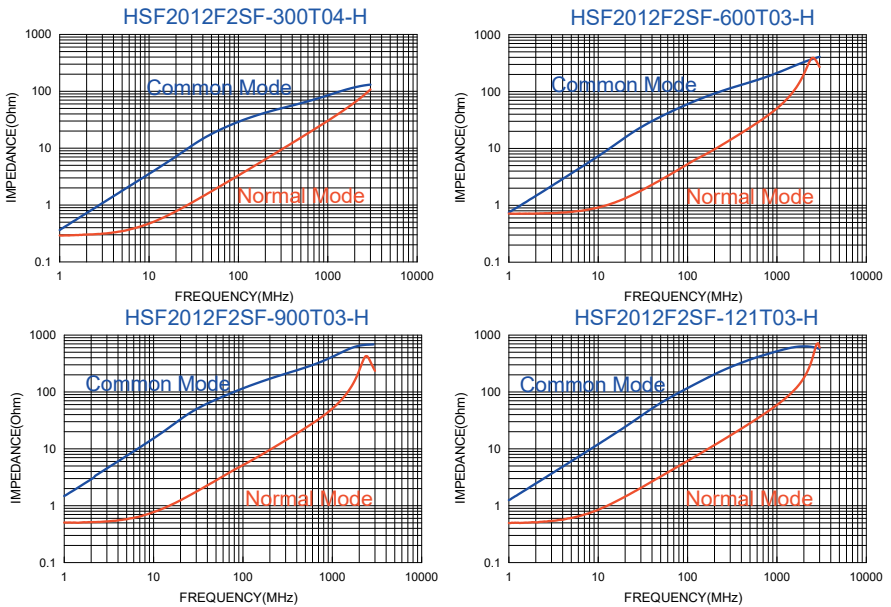 HSF2012F2SF-300T04-H
1000
100
10
1
0.1
IMPEDANCE(Ohm)
Common Mode
Normal Mode
1 10 100 1000 10000
FREQUENCY(MHz)
HSF2012F2SF-600T03-H
1000
100
10
1
0.1
IMPEDANCE(Ohm)
Common Mode
Normal Mode
1 10 100 1000 10000
FREQUENCY(MHz)
HSF2012F2SF-900T03-H
1000
100
10
1
0.1
IMPEDANCE(Ohm)
Common Mode
Normal Mode
1 10 100 1000 10000
FREQUENCY(MHz)
HSF2012F2SF-121T03-H
1000
100
10
1
0.1
IMPEDANCE(Ohm)
Common Mode
Normal Mode
1 10 100 1000 10000
FREQUENCY(MHz)